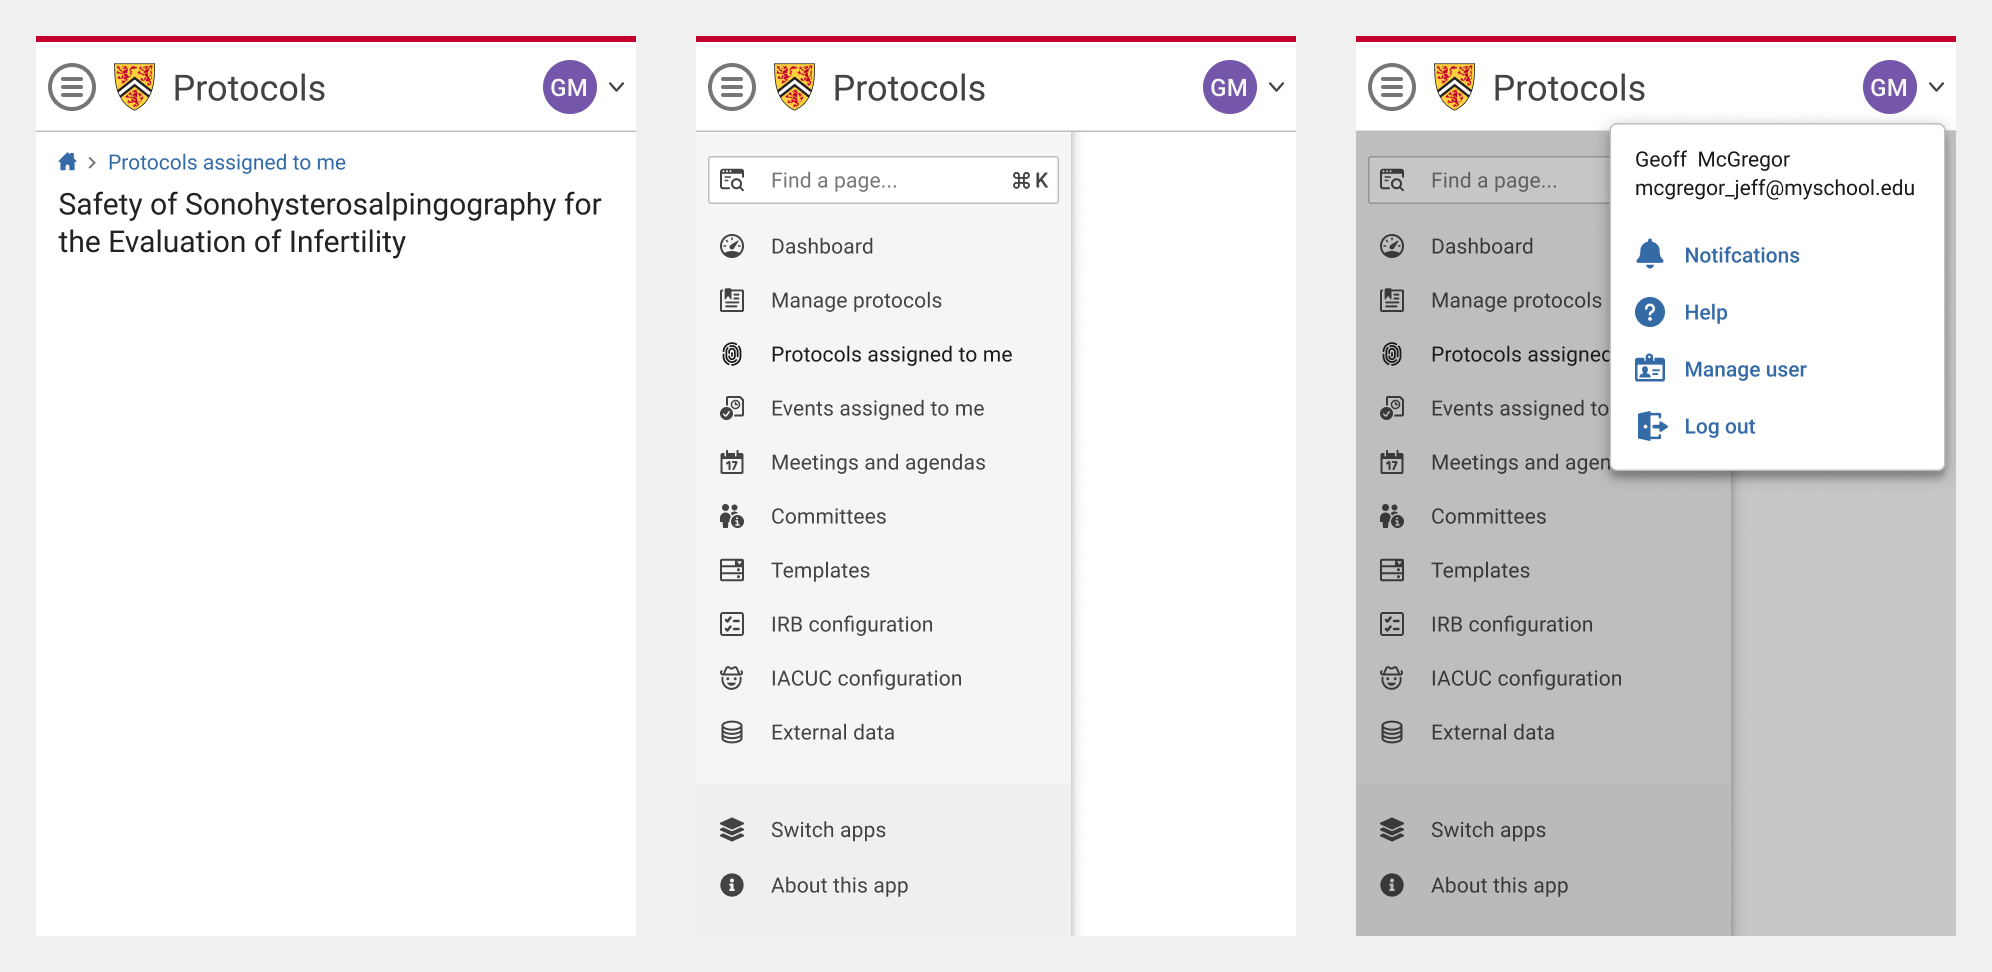 Protocols
GM
Protocols assigned to me
Safety of Sonohysterosalpingography for
the Evaluation of Infertility
Protocols
GM
Find a page... ⌘ K
Dashboard
Manage protocols
Protocols assigned to me
Events assigned to me
17 Meetings and agendas
Committees
Templates
IRB configuration
IACUC configuration
External data
Switch apps
About this app
Protocols
GM
Find a page...
Dashboard
Manage protocols
Protocols assigned
Events assigned to
17 Meetings and agen
Committees
Templates
IRB configuration
IACUC configuration
External data
Switch apps
About this app
Geoff McGregor
mcgregor_jeff@myschool.edu
Notifcations
Help
Manage user
Log out